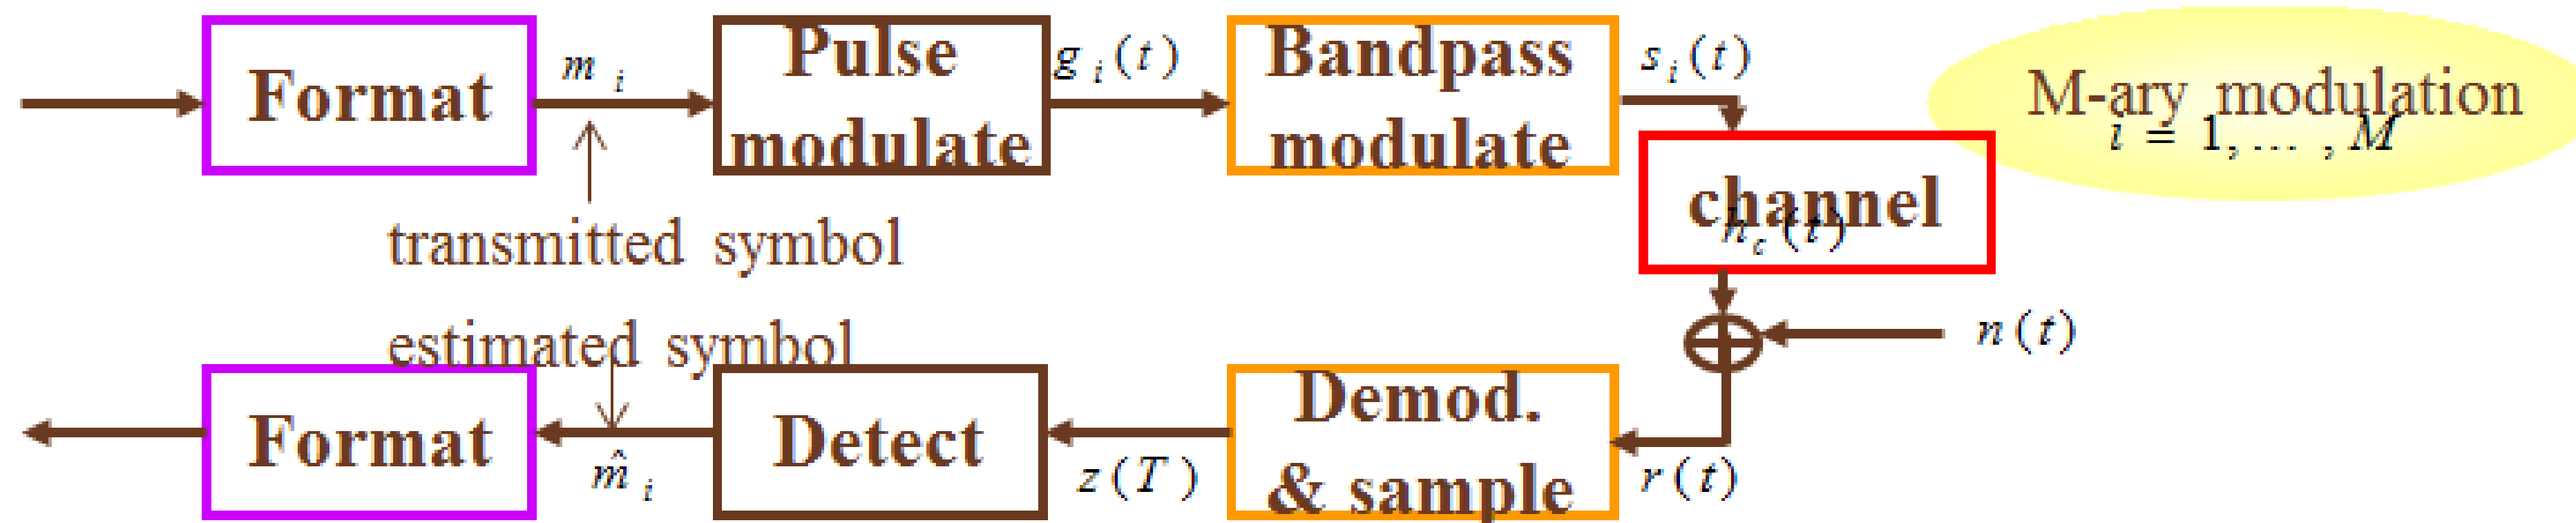 Format
m i
Pulse
modulate
g i (t)
Bandpass
modulate
s i (t)
M-ary modulation
i = 1, ... , M
channel
h c (t)
transmitted symbol
estimated symbol
n (t)
Format
m̂ i
Detect
z (T)
Demod.
& sample
r (t)